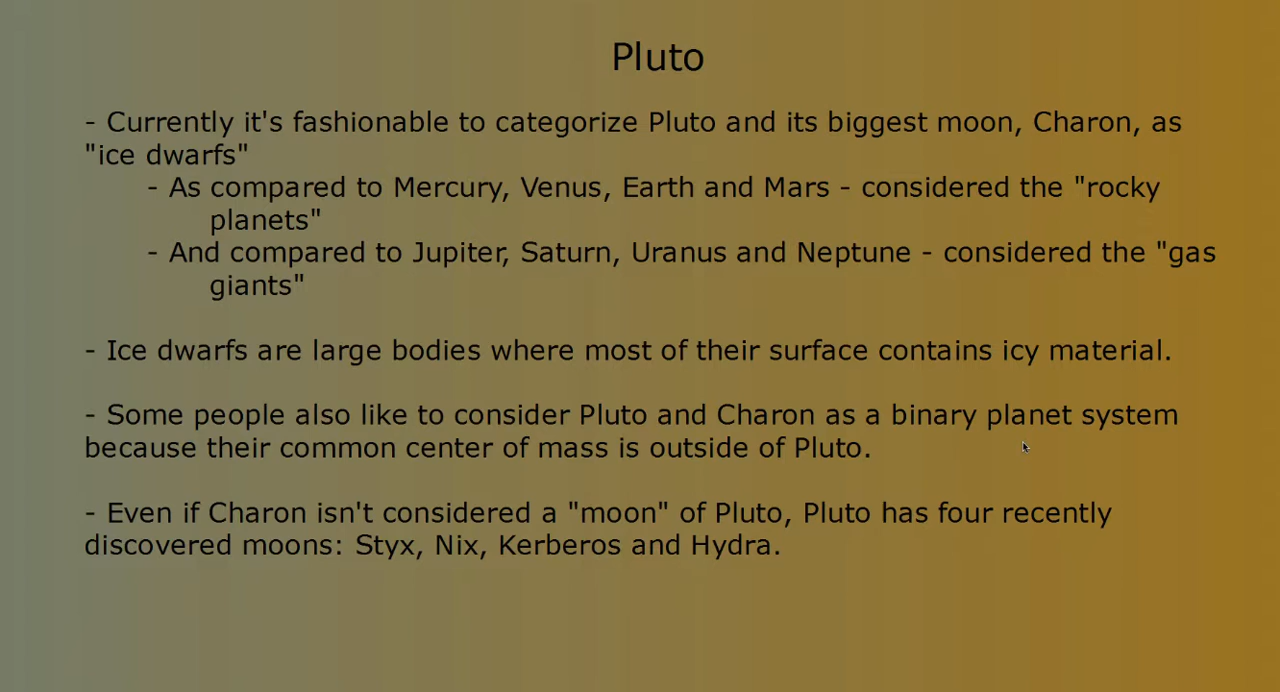 Pluto
- Currently it's fashionable to categorize Pluto and its biggest moon, Charon, as
"ice dwarfs"
- As compared to Mercury, Venus, Earth and Mars - considered the "rocky
planets"
- And compared to Jupiter, Saturn, Uranus and Neptune - considered the "gas
giants"
- Ice dwarfs are large bodies where most of their surface contains icy material.
- Some people also like to consider Pluto and Charon as a binary planet system
because their common center of mass is outside of Pluto.
- Even if Charon isn't considered a "moon" of Pluto, Pluto has four recently
discovered moons: Styx, Nix, Kerberos and Hydra.